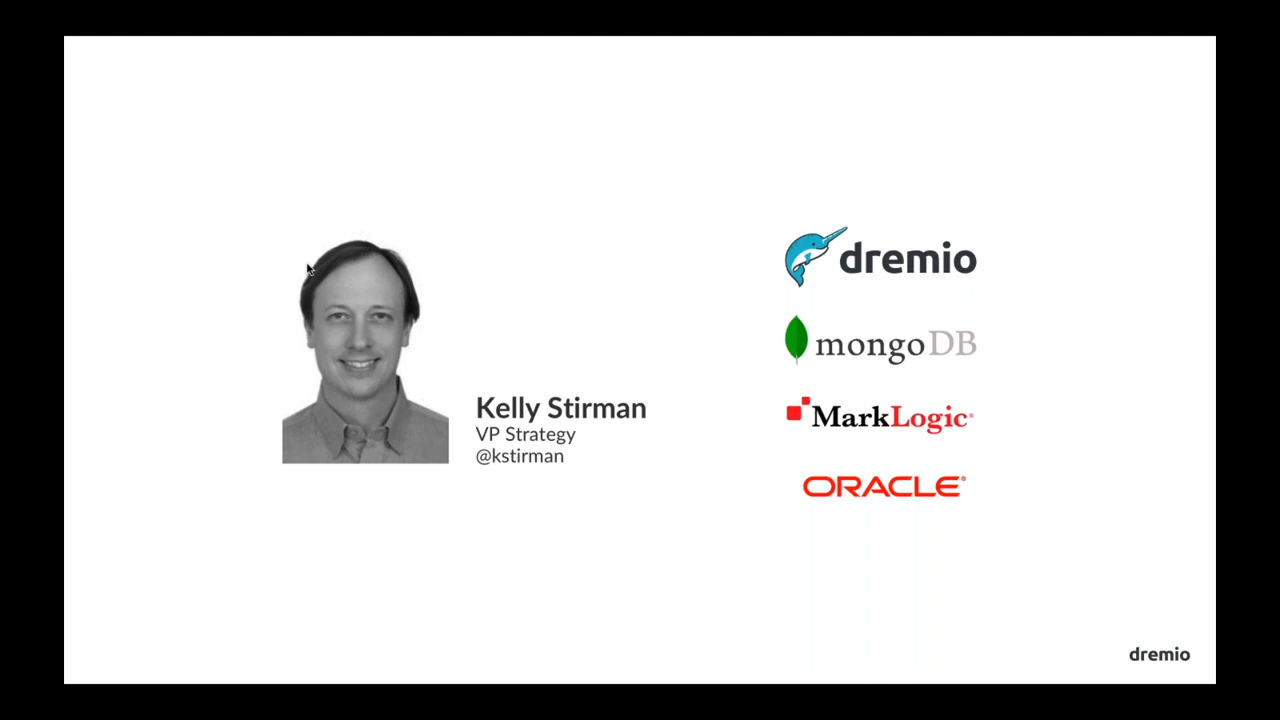 Kelly Stirman
VP Strategy
@kstirman
dremio
mongoDB
MarkLogic®
ORACLE®
dremio